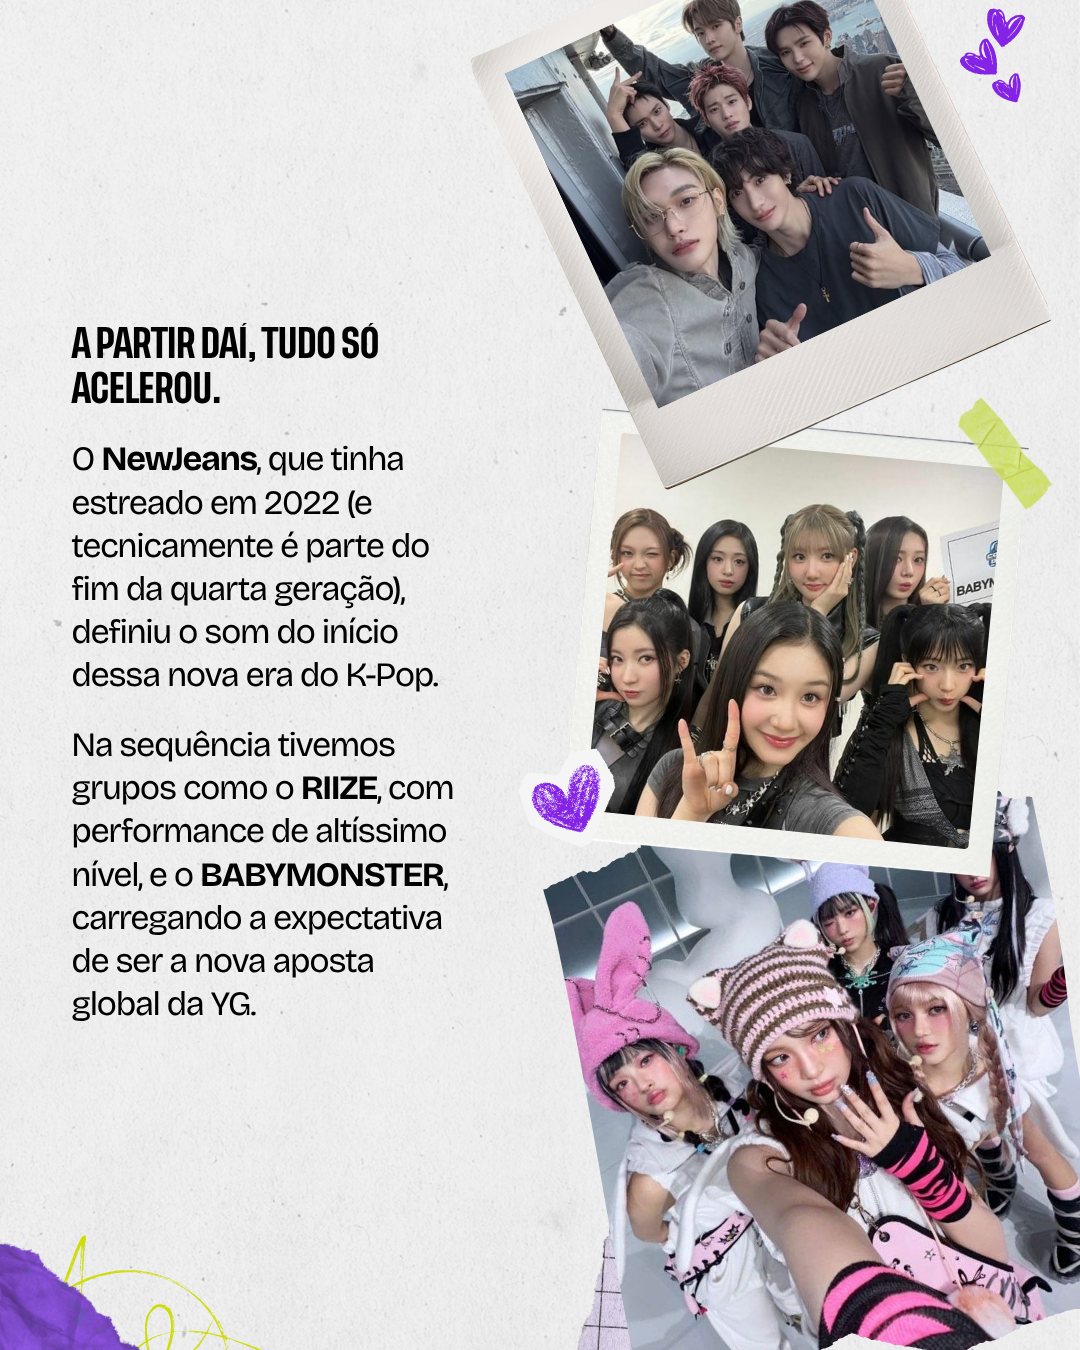 A PARTIR DAÍ, TUDO SÓ
ACELEROU.
O NewJeans, que tinha
estreado em 2022 (e
tecnicamente é parte do
fim da quarta geração),
definiu o som do início
dessa nova era do K-Pop.
Na sequência tivemos
grupos como o RIIZE, com
performance de altíssimo
nível, e o BABYMONSTER,
carregando a expectativa
de ser a nova aposta
global da YG.
BABYM